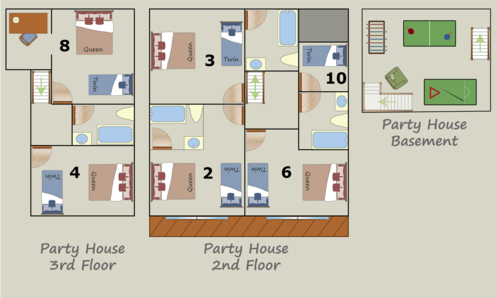 8
Queen
Twin
4
Twin
Queen
Party House
3rd Floor
Queen
3
Twin
Twin
10
Queen
2
Twin
Twin
6
Queen
Party House
2nd Floor
Party House
Basement